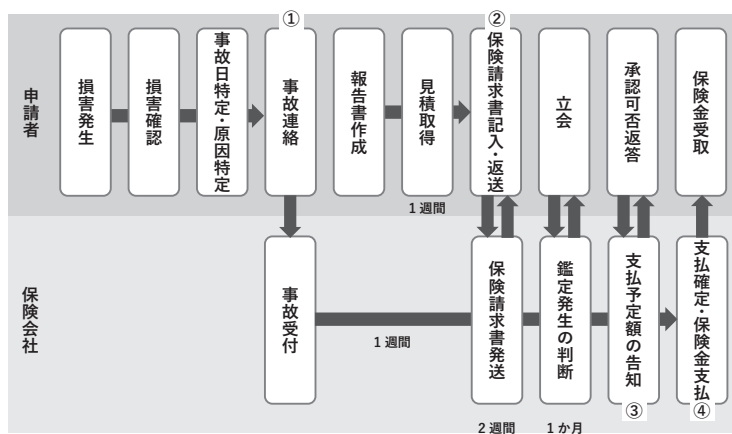 ①
②
申請者
損害発生
損害確認
事故日特定・原因特定
事故連絡
報告書作成
見積取得
保険請求書記入・返送
立会
承認可否返答
保険金受取
1 週間
保険会社
事故受付
1 週間
保険請求書発送
鑑定発生の判断
支払予定額の告知
支払確定・保険金支払
③
④
2 週間
1 か月